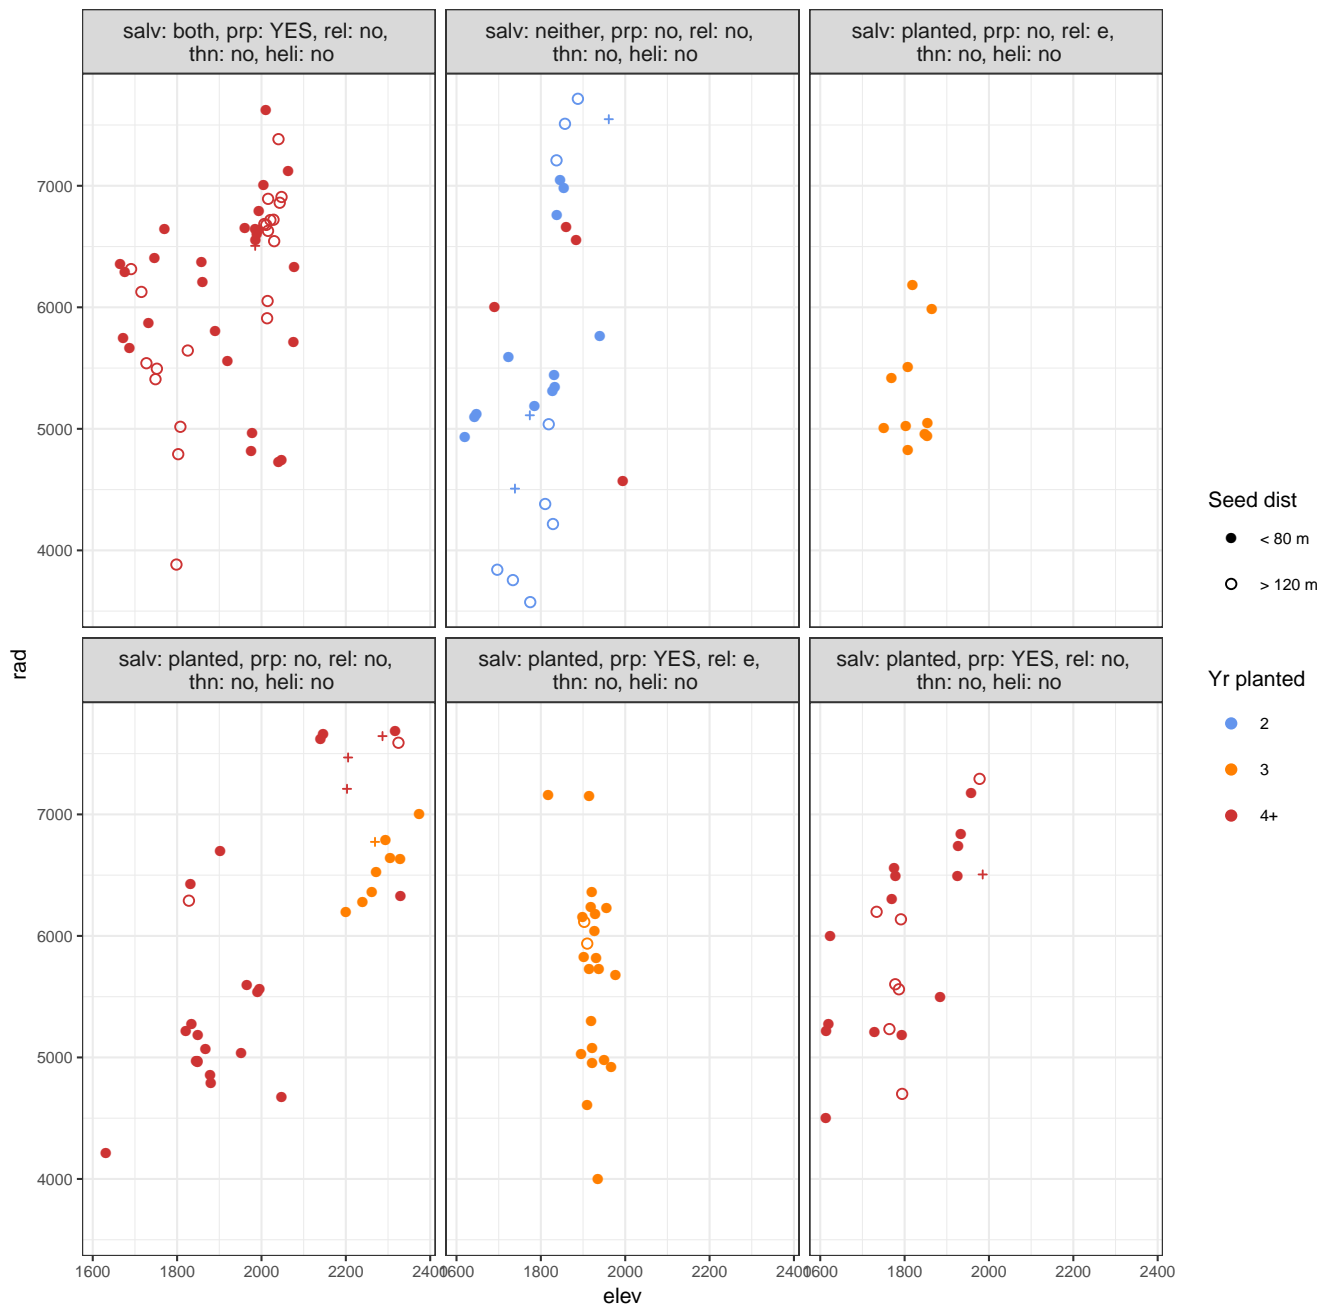 salv: both, prp: YES, rel: no,
thn: no, heli: no
salv: neither, prp: no, rel: no,
thn: no, heli: no
salv: planted, prp: no, rel: e,
thn: no, heli: no
7000
6000
5000
4000
salv: planted, prp: no, rel: no,
thn: no, heli: no
salv: planted, prp: YES, rel: e,
thn: no, heli: no
salv: planted, prp: YES, rel: no,
thn: no, heli: no
7000
6000
5000
4000
1600 1800 2000 2200 2400
1600 1800 2000 2200 2400
1600 1800 2000 2200 2400
elev
rad
Seed dist
< 80 m
> 120 m
Yr planted
2
3
4+